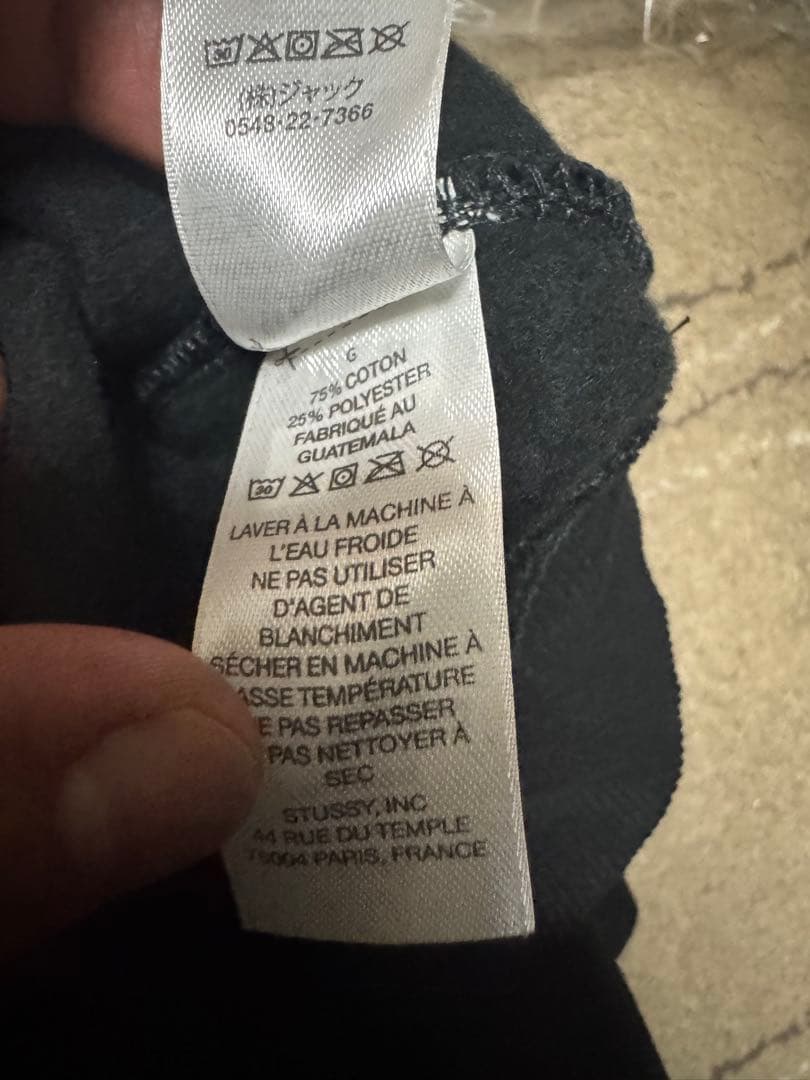 30
(株)ジャック
0548-22-7366
G
75% COTON
25% POLYESTER
FABRIQUÉ AU
GUATEMALA
30
LAVER À LA MACHINE À
L'EAU FROIDE
NE PAS UTILISER
D'AGENT DE
BLANCHIMENT
SÉCHER EN MACHINE À
ASSE TEMPÉRATURE
E PAS REPASSER
PAS NETTOYER À
SEC
STUSSY, INC
44 RUE DU TEMPLE
75004 PARIS, FRANCE